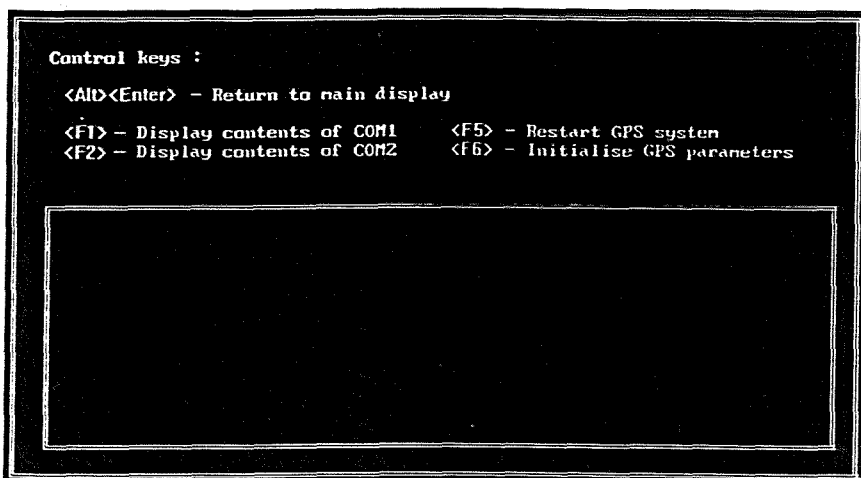 Control keys :
<Alt><Enter> – Return to main display
<F1> – Display contents of COM1 <F5> – Restart GPS system
<F2> – Display contents of COM2 <F6> – Initialise GPS parameters